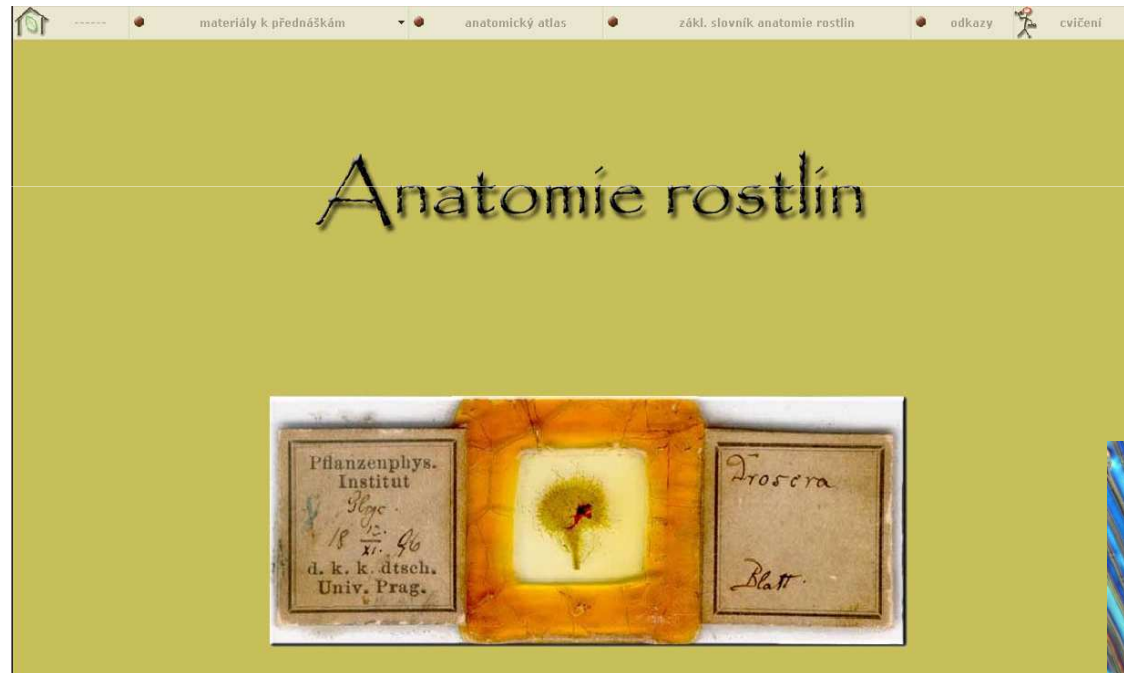 ------ materiály k přednáškám anatomický atlas zákl. slovník anatomie rostlin odkazy cvičení
Anatomie rostlin
Pflanzenphys.
Institut
18 12. XI. 96
d. k. k. dtsch.
Univ. Prag.
Drosera
Blatt.